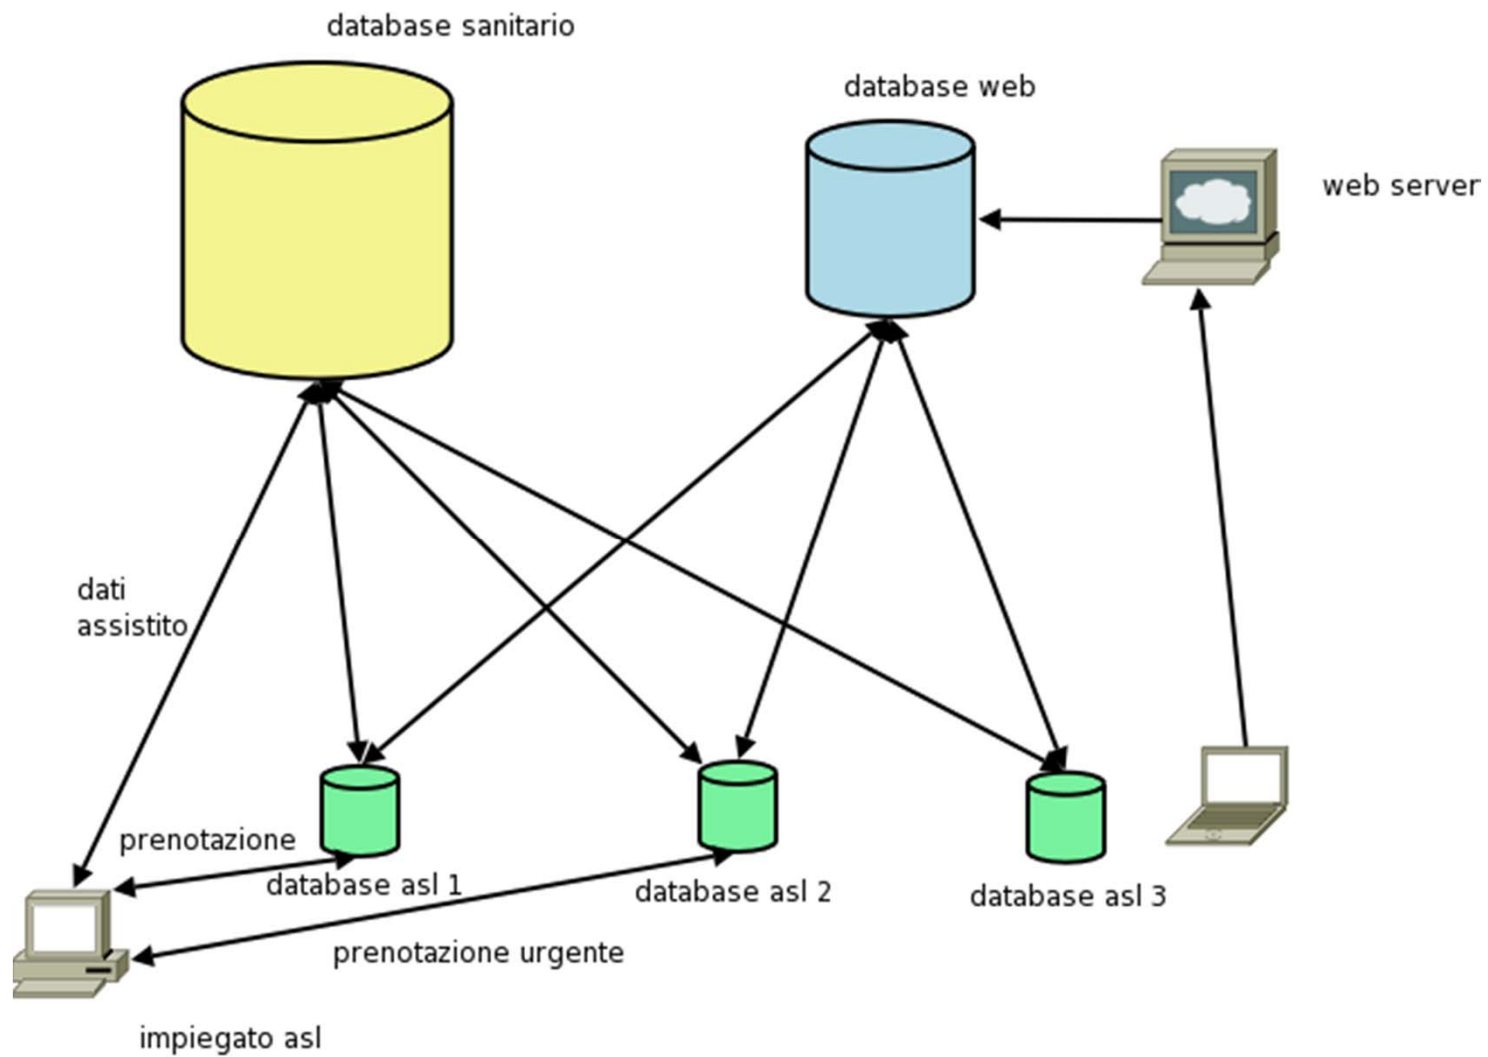 database sanitario
database web
web server
dati
assistito
prenotazione
database asl 1
database asl 2
database asl 3
prenotazione urgente
impiegato asl